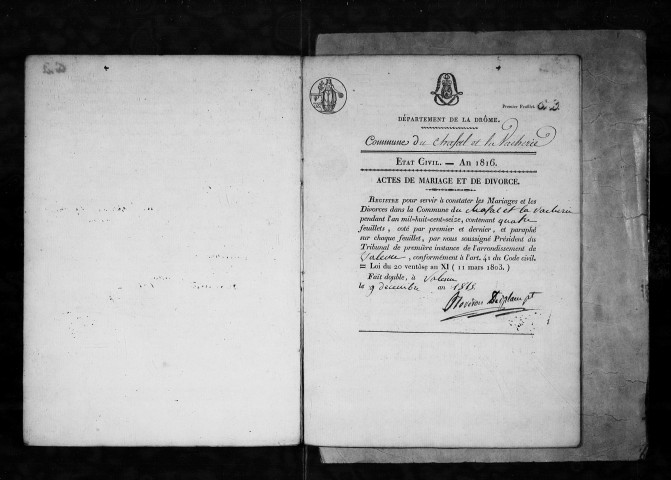 Premier Feuillet.
DÉPARTEMENT DE LA DRÔME.
Commune du chafal et la Vacherie
ETAT CIVIL. — AN 1816.
ACTES DE MARIAGE ET DE DIVORCE.
REGISTRE pour servir à constater les Mariages et les
Divorces dans la Commune du chafal et la Vacherie
pendant l'an mil-huit-cent-seize, contenant quatre
feuillets, coté par premier et dernier, et paraphé
sur chaque feuillet, par nous soussigné Président du
Tribunal de première instance de l'arrondissement de
Valence, conformément à l'art. 41 du Code civil.
= Loi du 20 ventôse an XI ( 11 mars 1803. )
Fait double, à Valence
le 9 decembre an 1815.